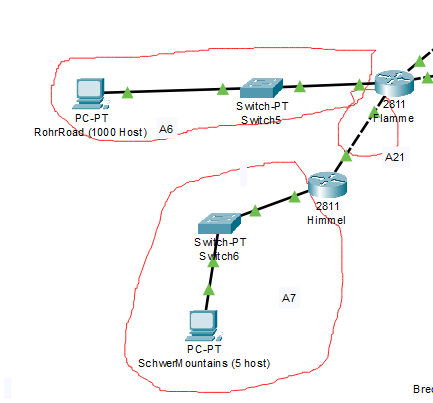 Switch-PT
Switch5
2811
Flamme
PC-PT
RohrRoad (1000 Host)
A6
A21
2811
Himmel
Switch-PT
Switch6
A7
PC-PT
SchwerMountains (5 host)